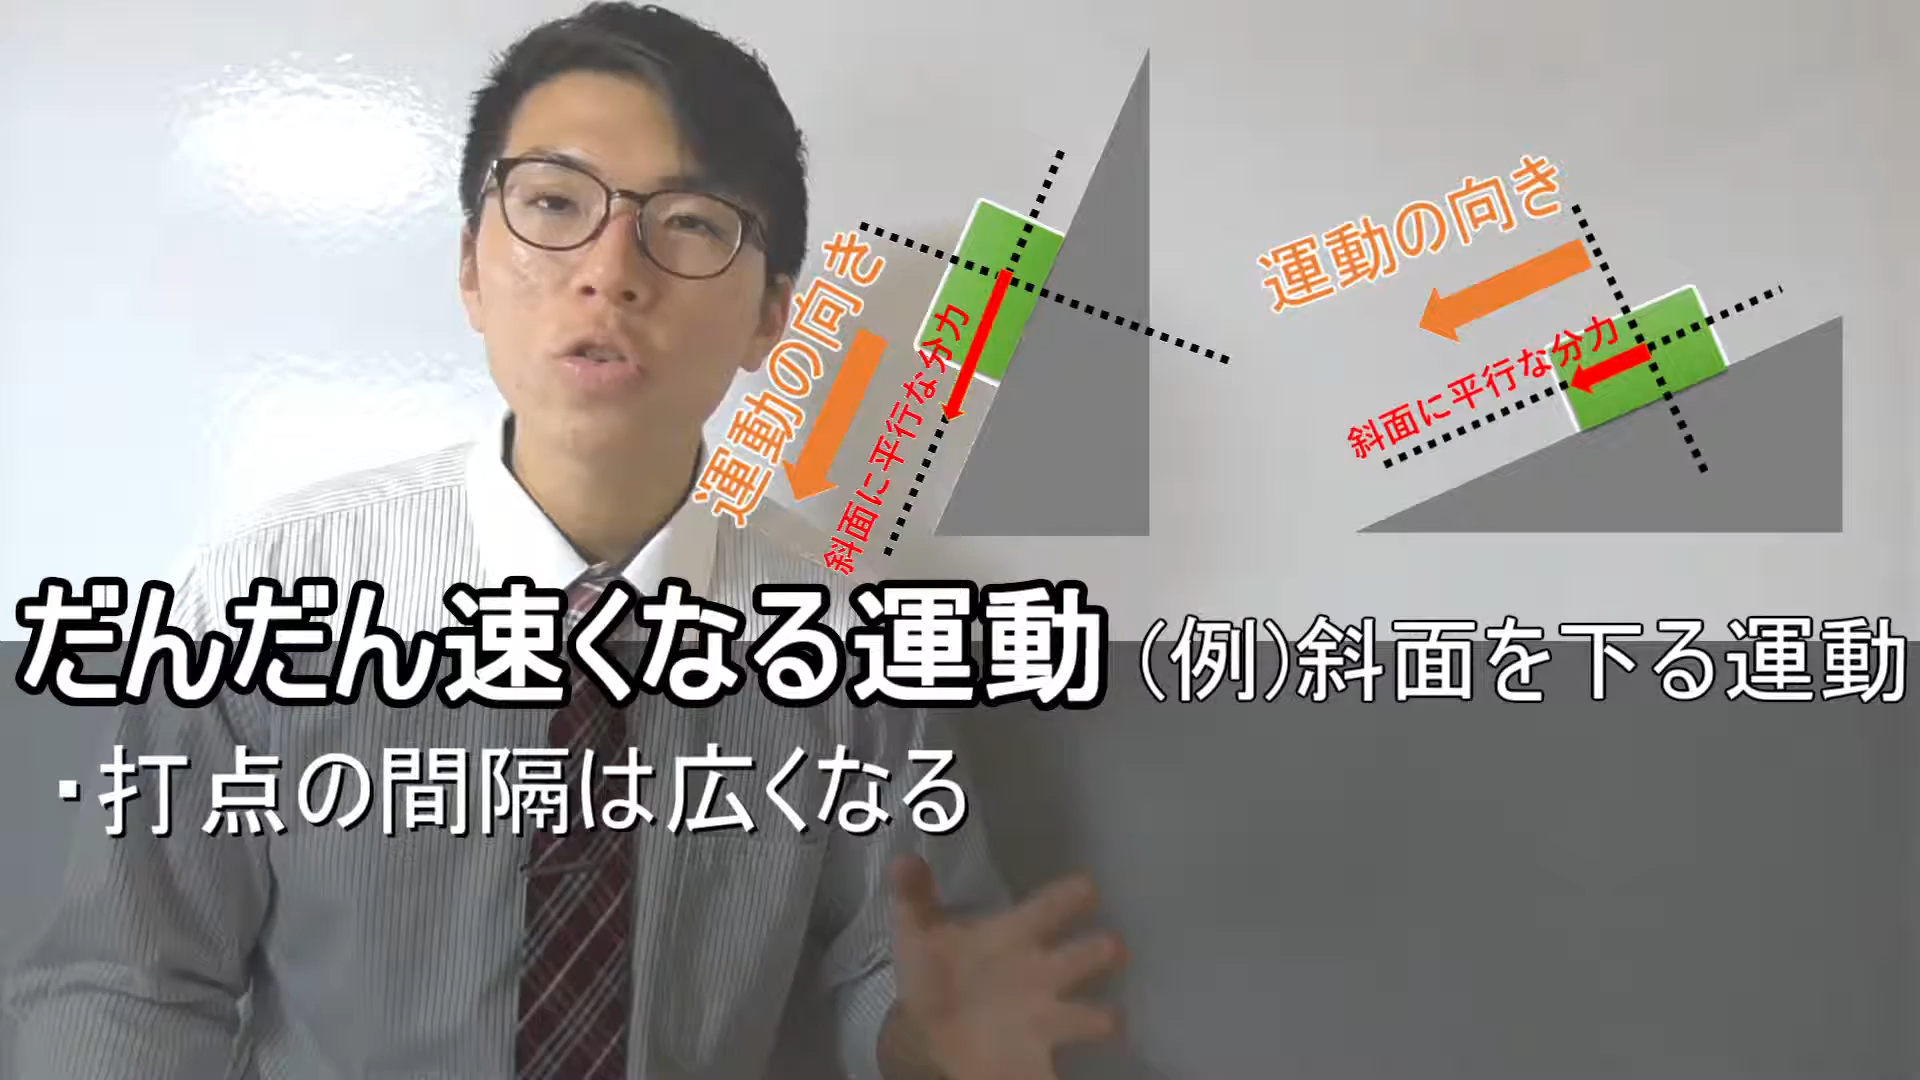 運動の向き
斜面に平行な分力
運動の向き
斜面に平行な分力
だんだん速くなる運動 (例)斜面を下る運動
・打点の間隔は広くなる